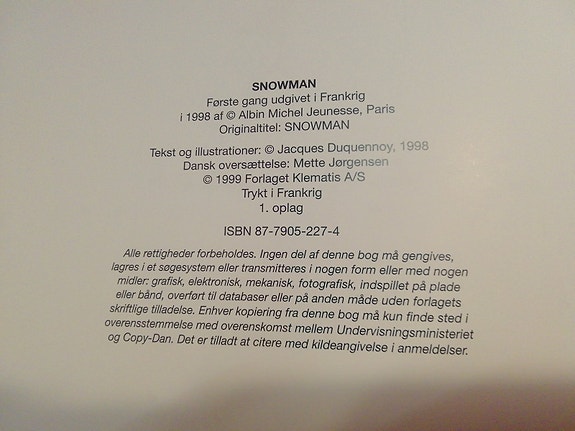 SNOWMAN
Første gang udgivet i Frankrig
i 1998 af © Albin Michel Jeunesse, Paris
Originaltitel: SNOWMAN
Tekst og illustrationer: © Jacques Duquennoy, 1998
Dansk oversættelse: Mette Jørgensen
© 1999 Forlaget Klematis A/S
Trykt i Frankrig
1. oplag
ISBN 87-7905-227-4
Alle rettigheder forbeholdes. Ingen del af denne bog må gengives,
lagres i et søgesystem eller transmitteres i nogen form eller med nogen
midler: grafisk, elektronisk, mekanisk, fotografisk, indspillet på plade
eller bånd, overført til databaser eller på anden måde uden forlagets
skriftlige tilladelse. Enhver kopiering fra denne bog må kun finde sted i
overensstemmelse med overenskomst mellem Undervisningsministeriet
og Copy-Dan. Det er tilladt at citere med kildeangivelse i anmeldelser.